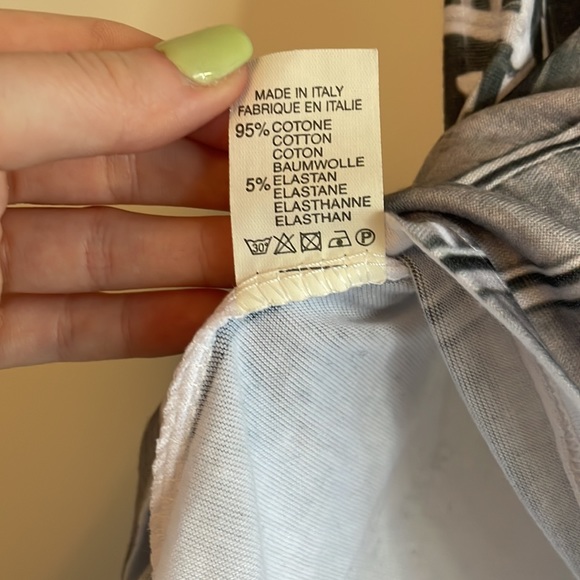 MADE IN ITALY
FABRIQUE EN ITALIE
95% COTONE
COTTON
COTON
BAUMWOLLE
5% ELASTAN
ELASTANE
ELASTHANNE
ELASTHAN
30° P